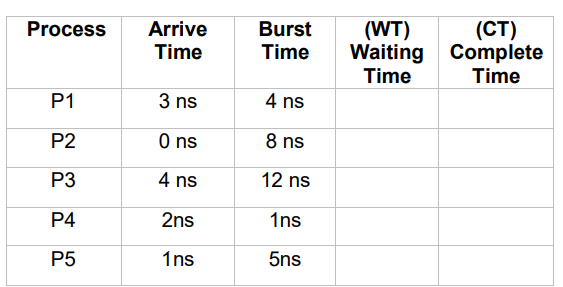 Process Arrive Time Burst Time (WT) Waiting Time (CT) Complete Time
P1 3 ns 4 ns
P2 0 ns 8 ns
P3 4 ns 12 ns
P4 2ns 1ns
P5 1ns 5ns